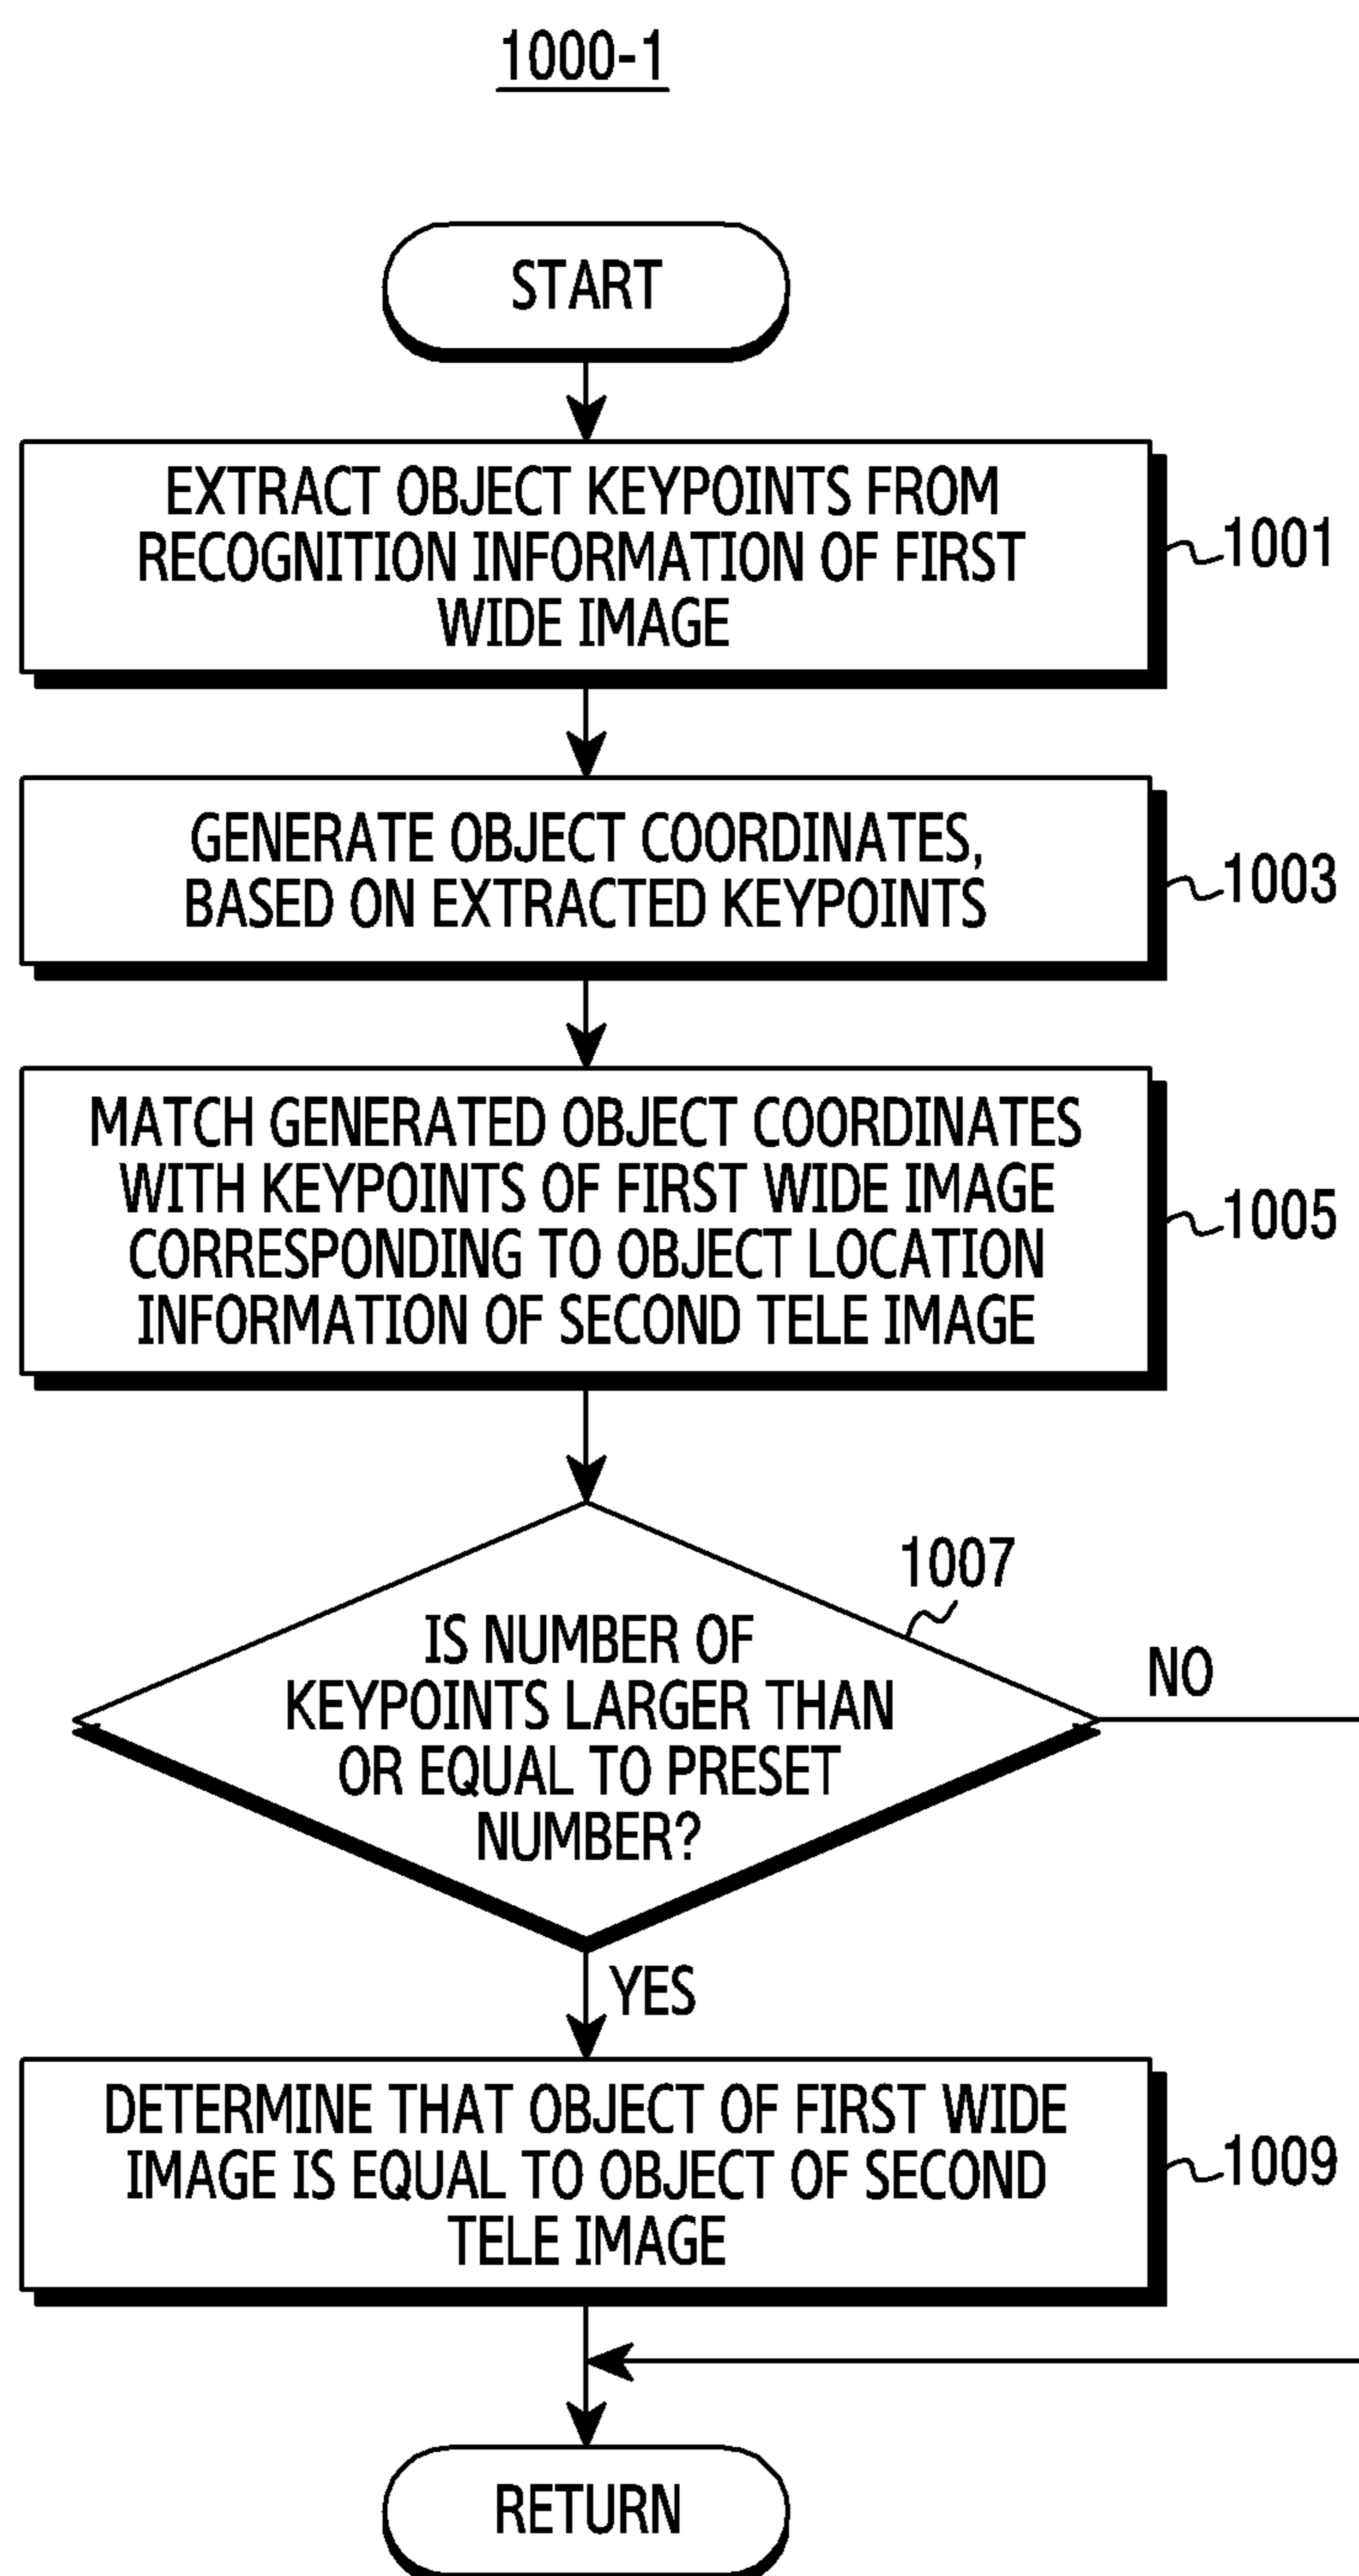 1000-1
START
EXTRACT OBJECT KEYPOINTS FROM
RECOGNITION INFORMATION OF FIRST
WIDE IMAGE
1001
GENERATE OBJECT COORDINATES,
BASED ON EXTRACTED KEYPOINTS
1003
MATCH GENERATED OBJECT COORDINATES
WITH KEYPOINTS OF FIRST WIDE IMAGE
CORRESPONDING TO OBJECT LOCATION
INFORMATION OF SECOND TELE IMAGE
1005
1007
IS NUMBER OF
KEYPOINTS LARGER THAN
OR EQUAL TO PRESET
NUMBER?
NO
YES
DETERMINE THAT OBJECT OF FIRST WIDE
IMAGE IS EQUAL TO OBJECT OF SECOND
TELE IMAGE
1009
RETURN